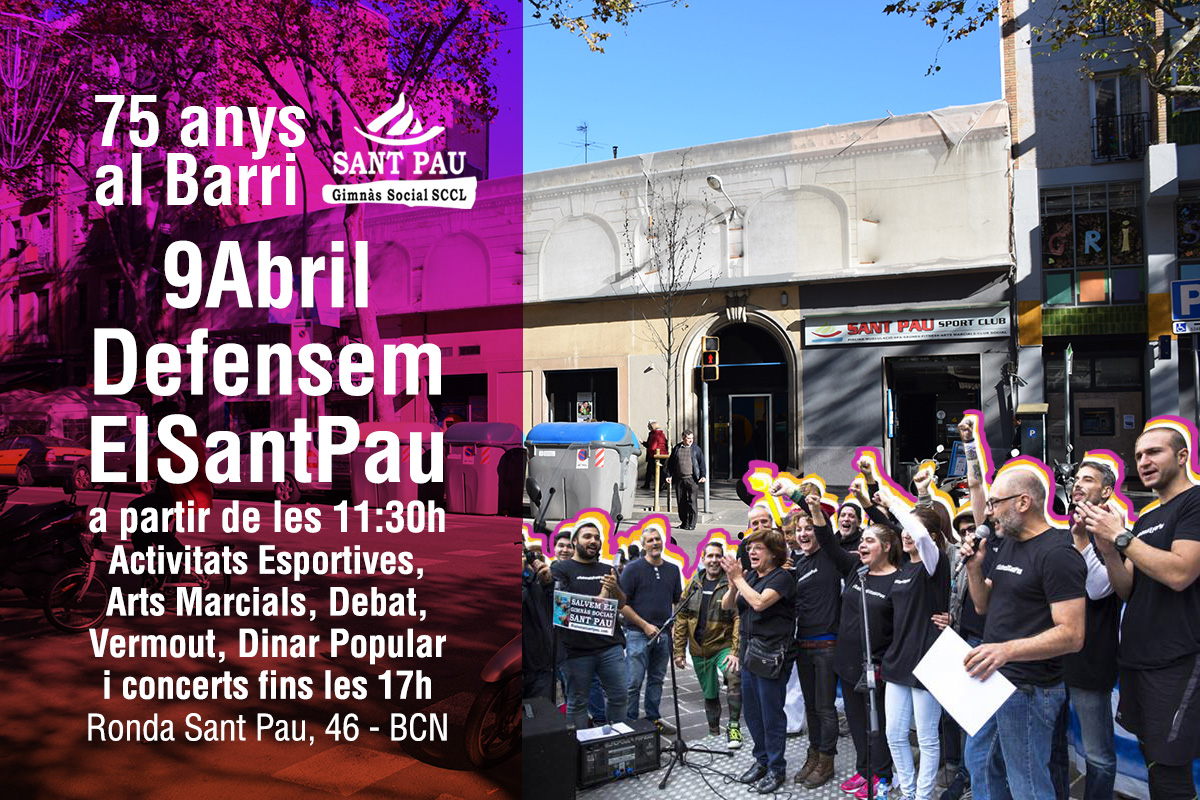 75 anys
al Barri
SANT PAU
Gimnàs Social SCCL
9Abril
Defensem
ElSantPau
a partir de les 11:30h
Activitats Esportives,
Arts Marcials, Debat,
Vermout, Dinar Popular
i concerts fins les 17h
Ronda Sant Pau, 46 - BCN
SANT PAU SPORT CLUB
GRIS
P
P
SALVEM EL
GIMNÀS SOCIAL
SANT PAU